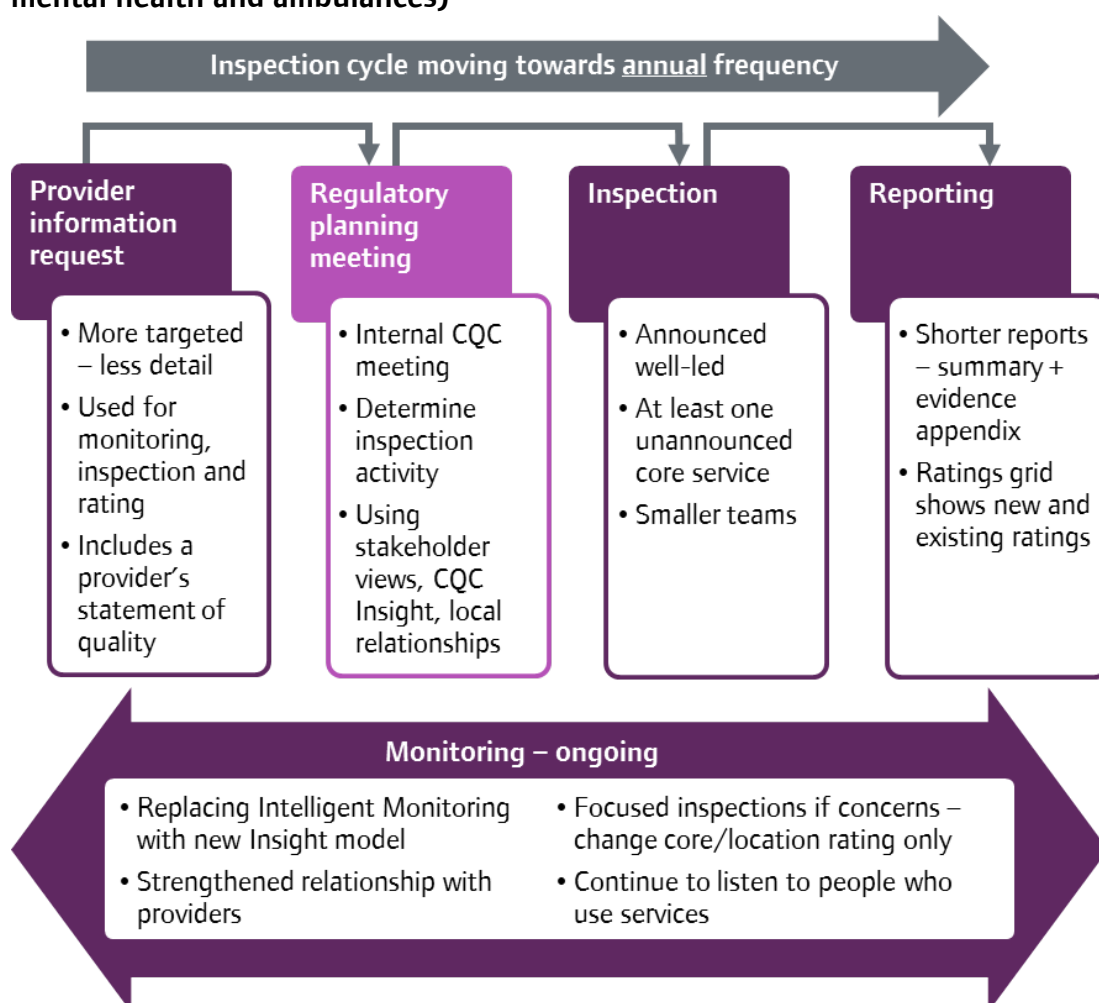 mental health and ambulances)
Inspection cycle moving towards annual frequency
Provider
information
request
• More targeted
– less detail
• Used for
monitoring,
inspection and
rating
• Includes a
provider's
statement of
quality
Regulatory
planning
meeting
• Internal CQC
meeting
• Determine
inspection
activity
• Using
stakeholder
views, CQC
Insight, local
relationships
Inspection
• Announced
well-led
• At least one
unannounced
core service
• Smaller teams
Reporting
• Shorter reports
– summary +
evidence
appendix
• Ratings grid
shows new and
existing ratings
Monitoring – ongoing
• Replacing Intelligent Monitoring
with new Insight model
• Strengthened relationship with
providers
• Focused inspections if concerns –
change core/location rating only
• Continue to listen to people who
use services